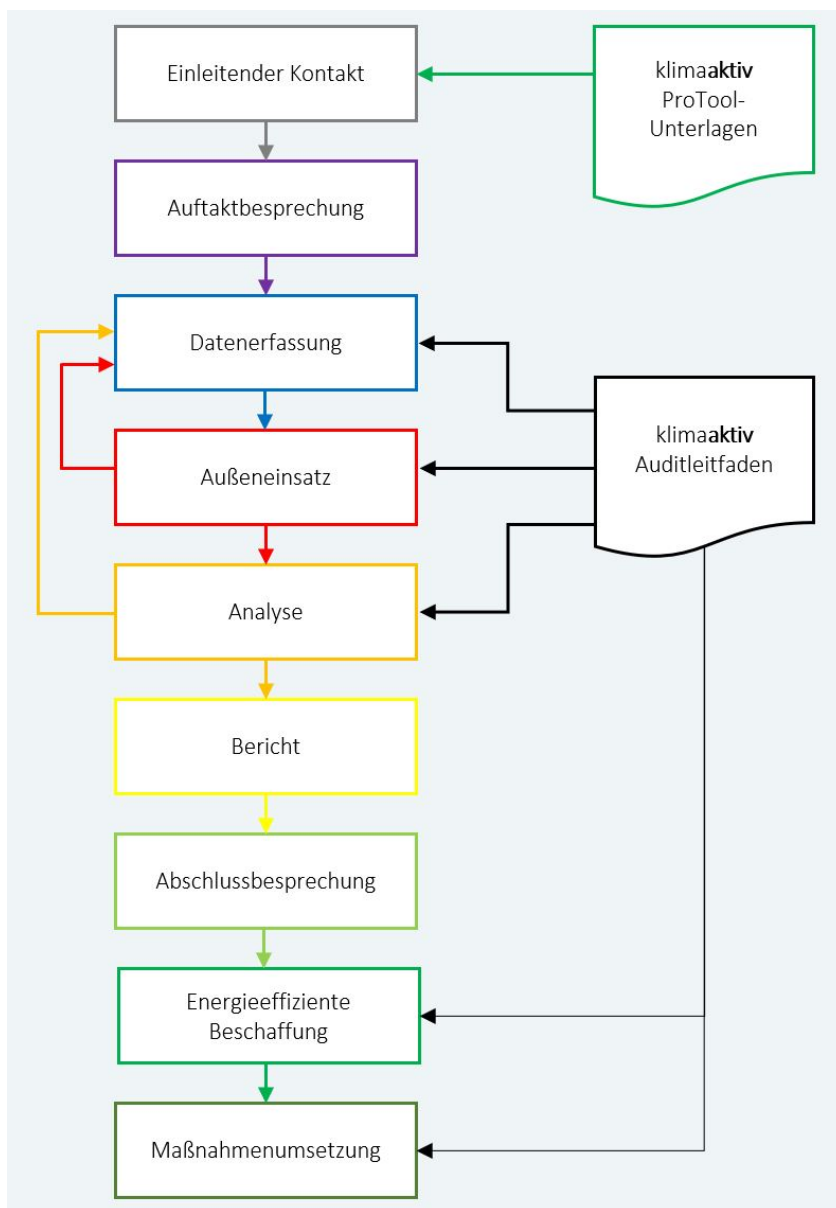 Einleitender Kontakt
klimaaktiv
ProTool-
Unterlagen
Auftaktbesprechung
Datenerfassung
klimaaktiv
Auditleitfaden
Außeneinsatz
Analyse
Bericht
Abschlussbesprechung
Energieeffiziente
Beschaffung
Maßnahmenumsetzung